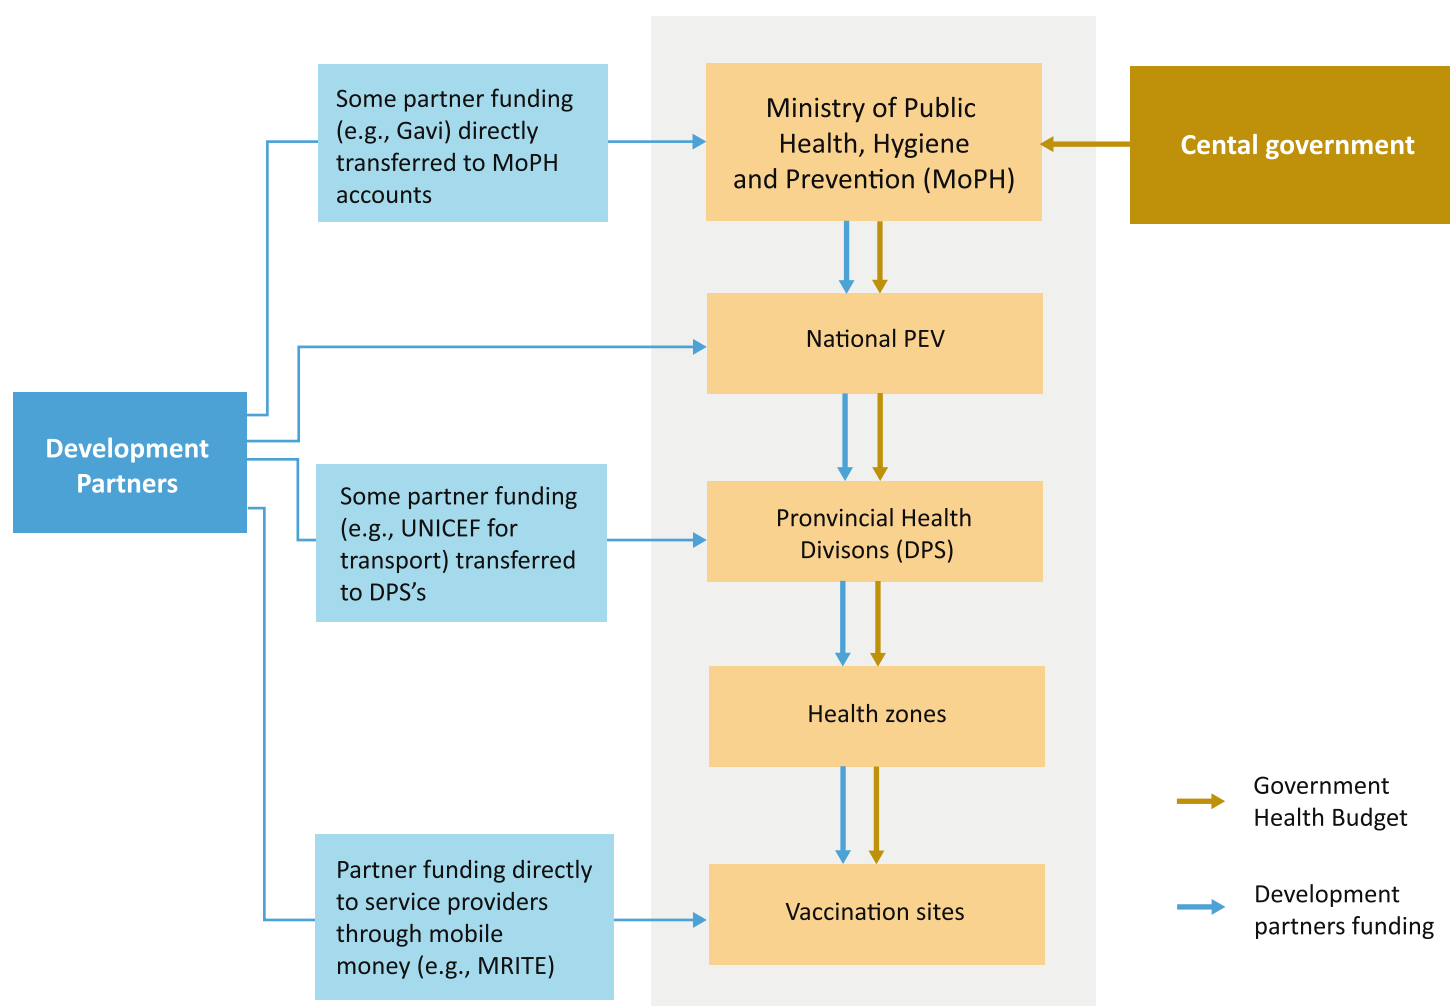 Some partner funding
(e.g., Gavi) directly
transferred to MoPH
accounts
Ministry of Public
Health, Hygiene
and Prevention (MoPH)
Cental government
National PEV
Development
Partners
Some partner funding
(e.g., UNICEF for
transport) transferred
to DPS’s
Pronvincial Health
Divisons (DPS)
Health zones
Partner funding directly
to service providers
through mobile
money (e.g., MRITE)
Vaccination sites
Government
Health Budget
Development
partners funding